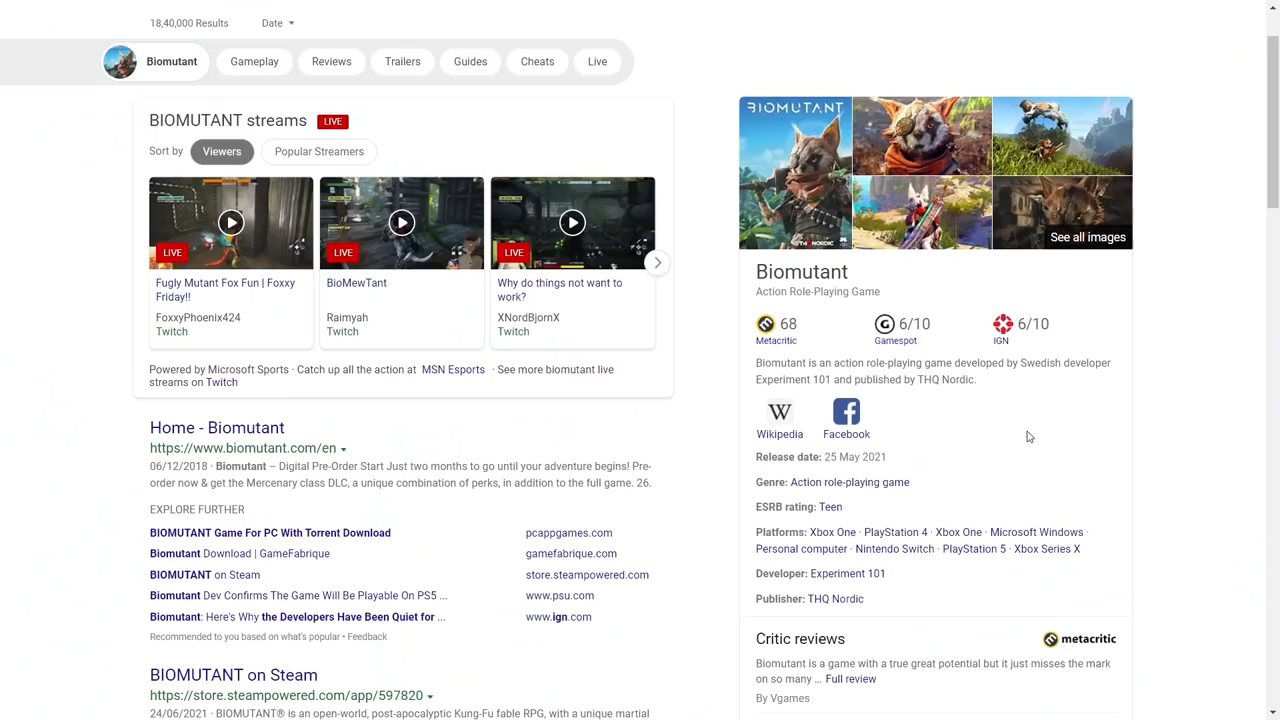 18,40,000 Results
Date
Biomutant
Gameplay
Reviews
Trailers
Guides
Cheats
Live
BIOMUTANT streams
LIVE
Sort by
Viewers
Popular Streamers
LIVE
LIVE
LIVE
Fugly Mutant Fox Fun | Foxxy
Friday!!
FoxxyPhoenix424
Twitch
BioMewTant
Raimyah
Twitch
Why do things not want to
work?
XNordBjornX
Twitch
Powered by Microsoft Sports · Catch up all the action at MSN Esports · See more biomutant live
streams on Twitch
Home - Biomutant
https://www.biomutant.com/en
06/12/2018 · Biomutant – Digital Pre-Order Start Just two months to go until your adventure begins! Pre-
order now & get the Mercenary class DLC, a unique combination of perks, in addition to the full game. 26.
EXPLORE FURTHER
BIOMUTANT Game For PC With Torrent Download pcappgames.com
Biomutant Download | GameFabrique gamefabrique.com
BIOMUTANT on Steam store.steampowered.com
Biomutant Dev Confirms The Game Will Be Playable On PS5 ... www.psu.com
Biomutant: Here's Why the Developers Have Been Quiet for ... www.ign.com
Recommended to you based on what's popular • Feedback
BIOMUTANT on Steam
https://store.steampowered.com/app/597820
24/06/2021 · BIOMUTANT® is an open-world, post-apocalyptic Kung-Fu fable RPG, with a unique martial
BIOMUTANT
THQ NORDIC
See all images
Biomutant
Action Role-Playing Game
68
Metacritic
6/10
Gamespot
6/10
IGN
Biomutant is an action role-playing game developed by Swedish developer
Experiment 101 and published by THQ Nordic.
W
Wikipedia
f
Facebook
Release date: 25 May 2021
Genre: Action role-playing game
ESRB rating: Teen
Platforms: Xbox One · PlayStation 4 · Xbox One · Microsoft Windows ·
Personal computer · Nintendo Switch · PlayStation 5 · Xbox Series X
Developer: Experiment 101
Publisher: THQ Nordic
Critic reviews
metacritic
Biomutant is a game with a true great potential but it just misses the mark
on so many ... Full review
By Vgames